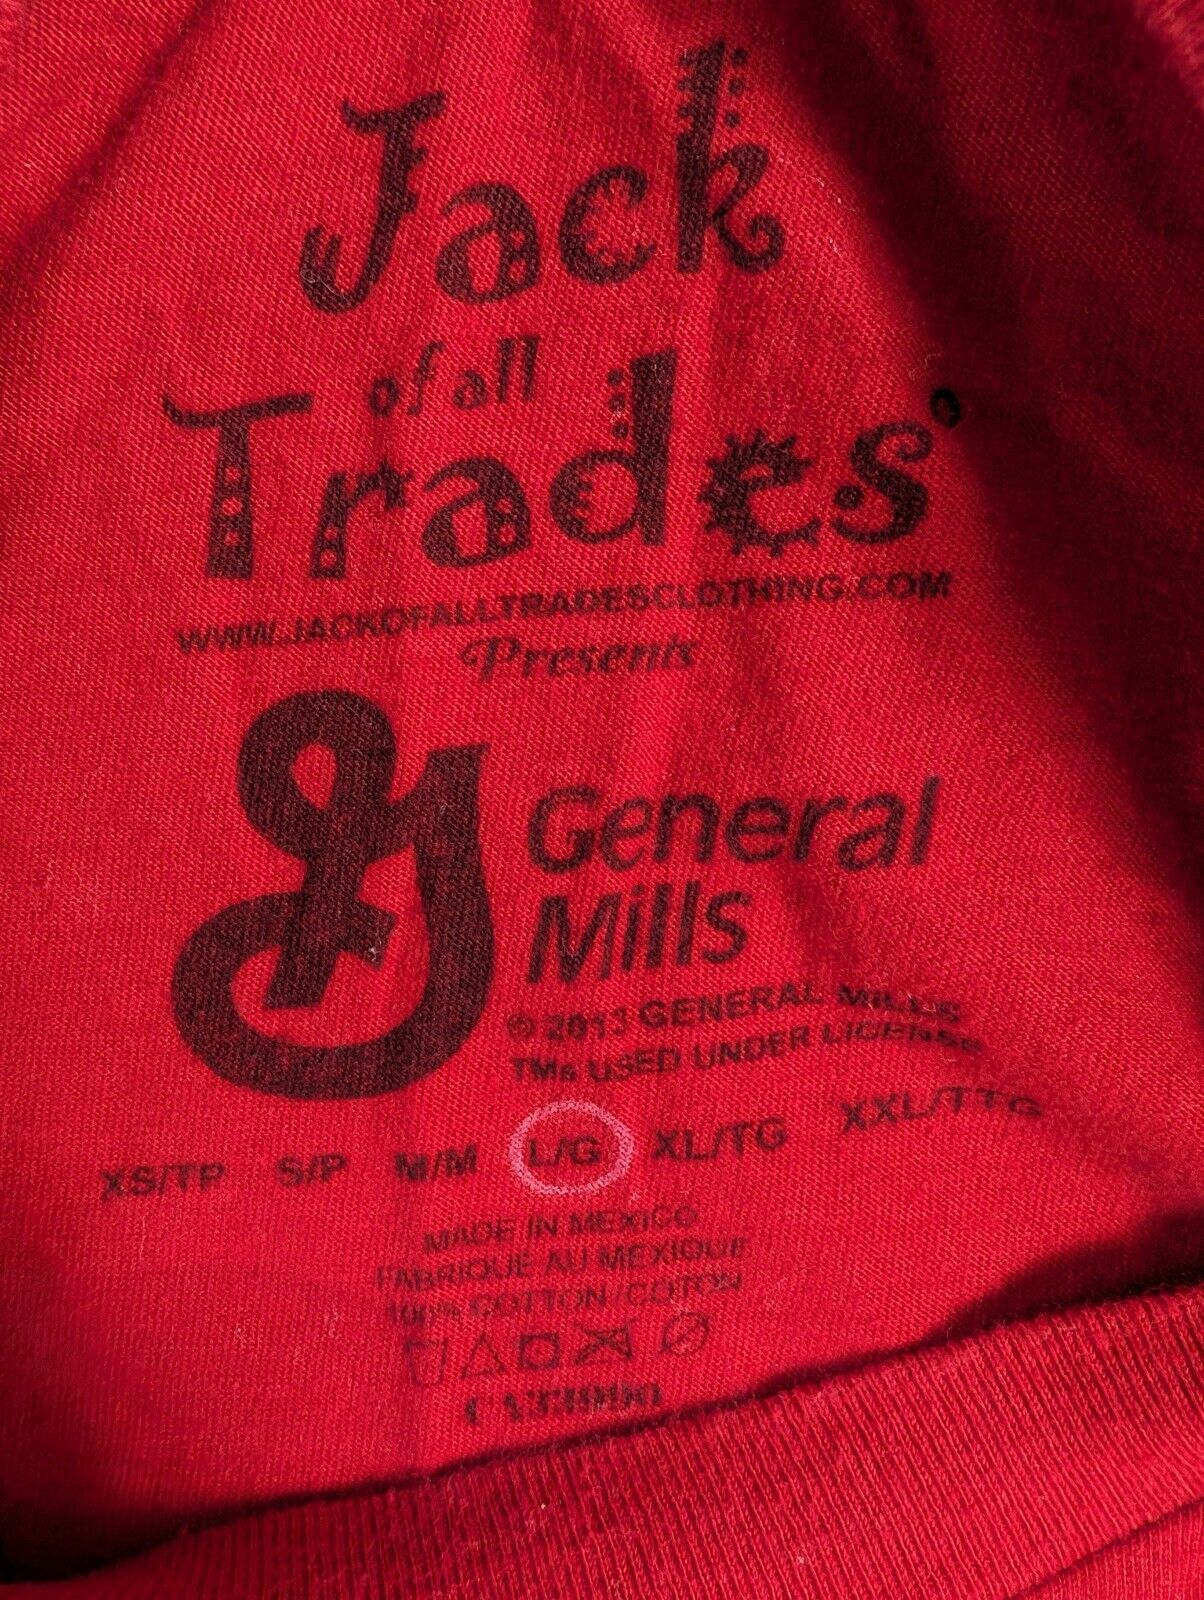 Jack
of all
Trades®
WWW.JACKOFALLTRADESCLOTHING.COM
Presents
General
Mills
© 2013 GENERAL MILLS
TM& USED UNDER LICENSE
XS/TP S/P M/M L/G XL/TG XXL/TTG
MADE IN MEXICO
FABRIQUE AU MEXIQUE
100% COTTON/COTON